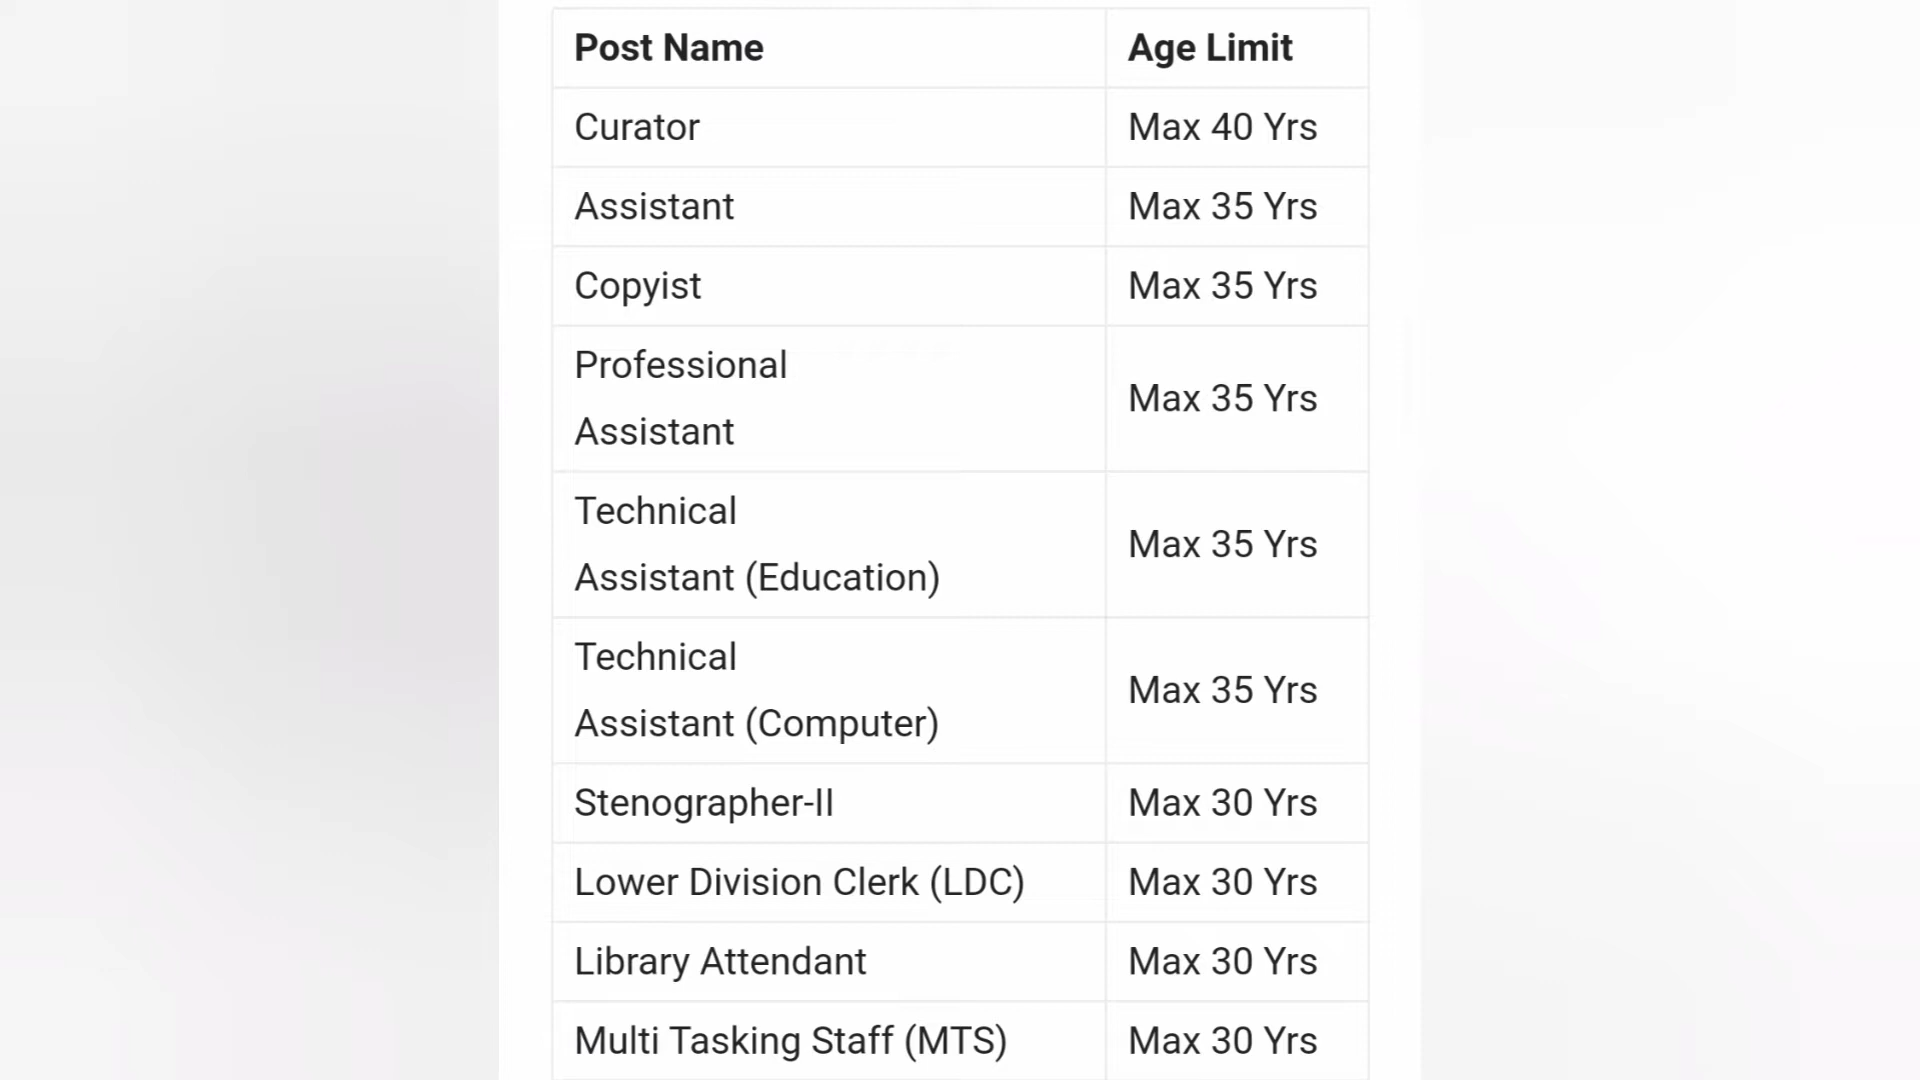 Post Name Age Limit
Curator Max 40 Yrs
Assistant Max 35 Yrs
Copyist Max 35 Yrs
Professional
Assistant
Max 35 Yrs
Technical
Assistant (Education)
Max 35 Yrs
Technical
Assistant (Computer)
Max 35 Yrs
Stenographer-II Max 30 Yrs
Lower Division Clerk (LDC) Max 30 Yrs
Library Attendant Max 30 Yrs
Multi Tasking Staff (MTS) Max 30 Yrs